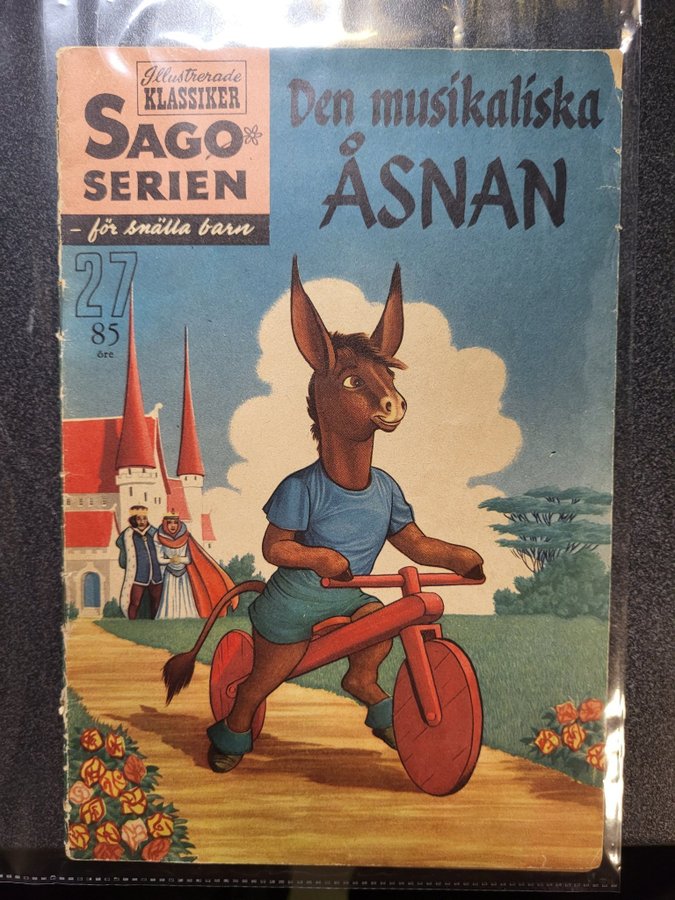 Illustrerade
KLASSIKER
SAGO
SERIEN
- för snälla barn
27
85
öre
Den musikaliska
ÅSNAN